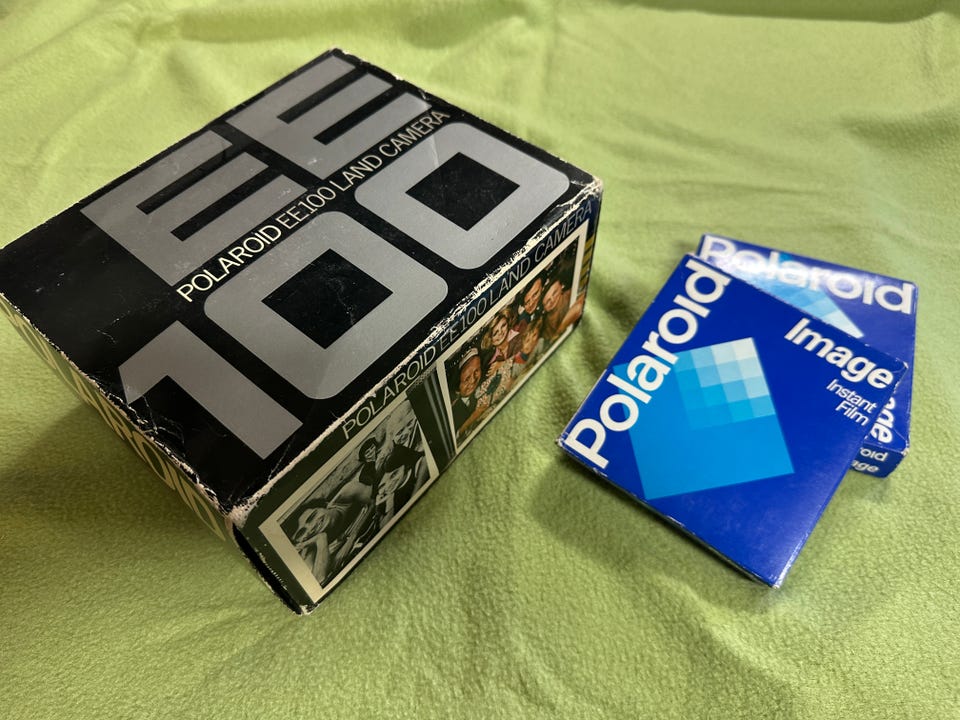 EE
POLAROID EE100 LAND CAMERA
100
POLAROID EE100 LAND CAMERA
Polaroid
Image
Instant
Film
Polaroid